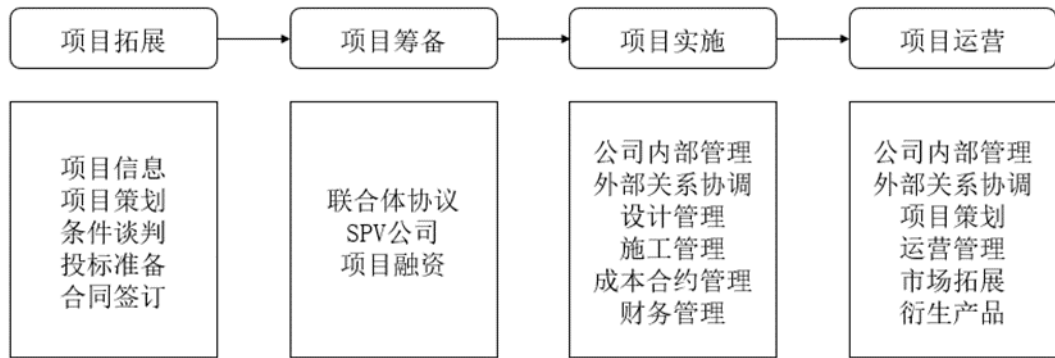 项目拓展
项目筹备
项目实施
项目运营
项目信息
项目策划
条件谈判
投标准备
合同签订
联合体协议
SPV公司
项目融资
公司内部管理
外部关系协调
设计管理
施工管理
成本合约管理
财务管理
公司内部管理
外部关系协调
项目策划
运营管理
市场拓展
衍生产品